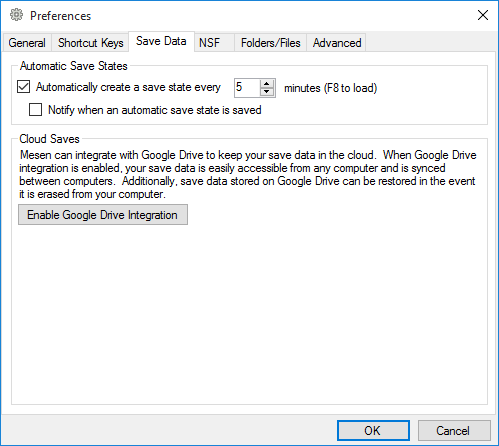 Preferences
General Shortcut Keys Save Data NSF Folders/Files Advanced
Automatic Save States
Automatically create a save state every 5 minutes (F8 to load)
Notify when an automatic save state is saved
Cloud Saves
Mesen can integrate with Google Drive to keep your save data in the cloud. When Google Drive
integration is enabled, your save data is easily accessible from any computer and is synced
between computers. Additionally, save data stored on Google Drive can be restored in the event
it is erased from your computer.
Enable Google Drive Integration
OK Cancel